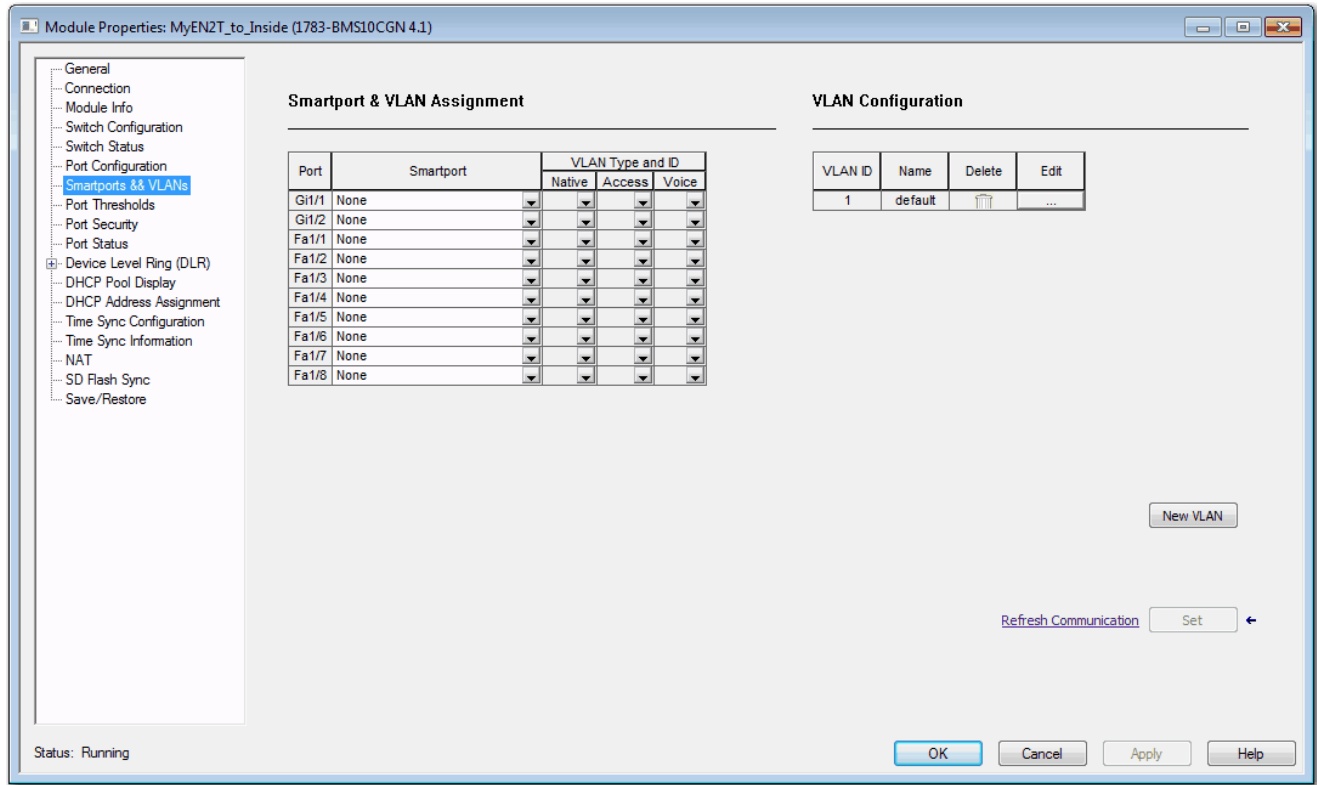 Module Properties: MyEN2T_to_Inside (1783-BMS10CGN 4.1)
General
Connection
Module Info
Switch Configuration
Switch Status
Port Configuration
Smartports && VLANs
Port Thresholds
Port Security
Port Status
Device Level Ring (DLR)
DHCP Pool Display
DHCP Address Assignment
Time Sync Configuration
Time Sync Information
NAT
SD Flash Sync
Save/Restore
Smartport & VLAN Assignment
Port Smartport VLAN Type and ID
Native Access Voice
Gi1/1 None
Gi1/2 None
Fa1/1 None
Fa1/2 None
Fa1/3 None
Fa1/4 None
Fa1/5 None
Fa1/6 None
Fa1/7 None
Fa1/8 None
VLAN Configuration
VLAN ID Name Delete Edit
1 default ...
New VLAN
Refresh Communication Set
Status: Running
OK Cancel Apply Help